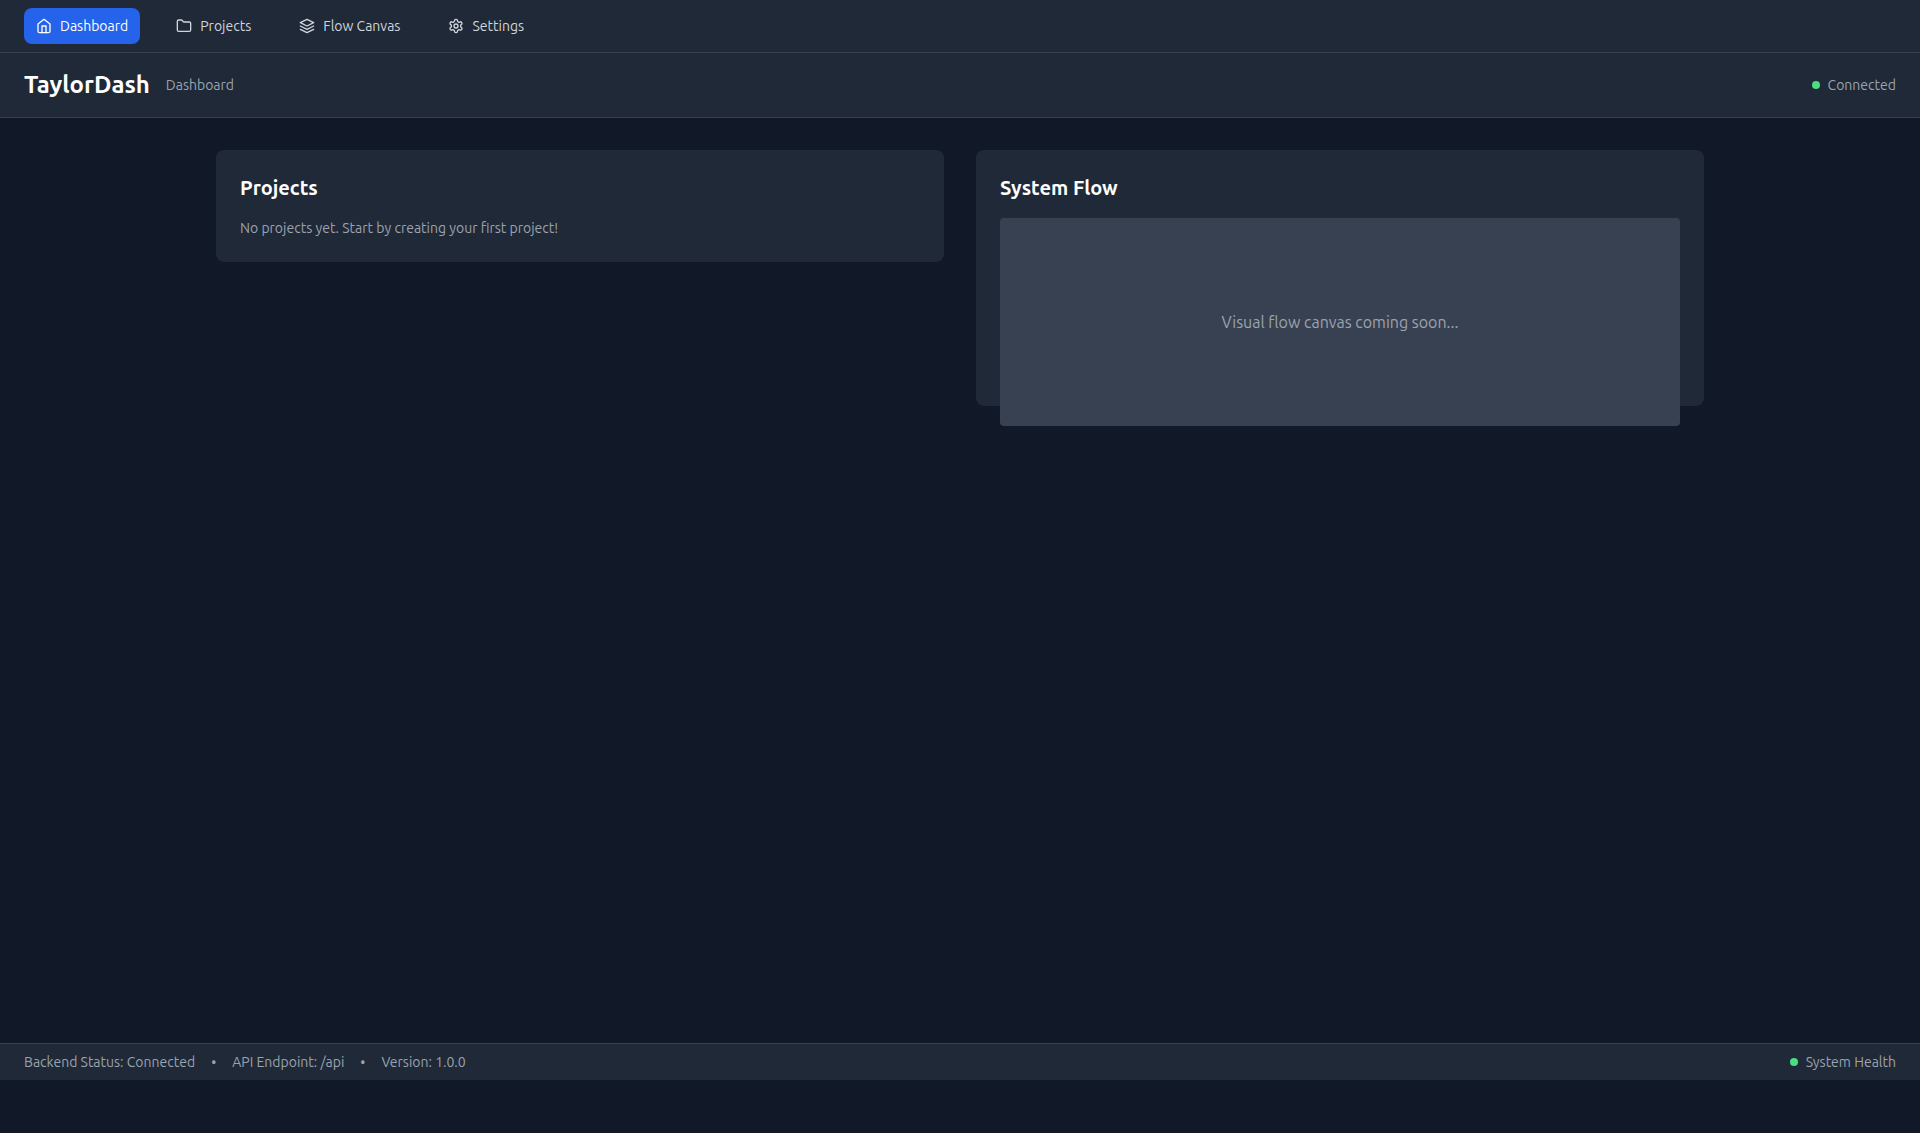 Dashboard Projects Flow Canvas Settings
TaylorDash Dashboard Connected
Projects
No projects yet. Start by creating your first project!
System Flow
Visual flow canvas coming soon...
Backend Status: Connected • API Endpoint: /api • Version: 1.0.0 System Health